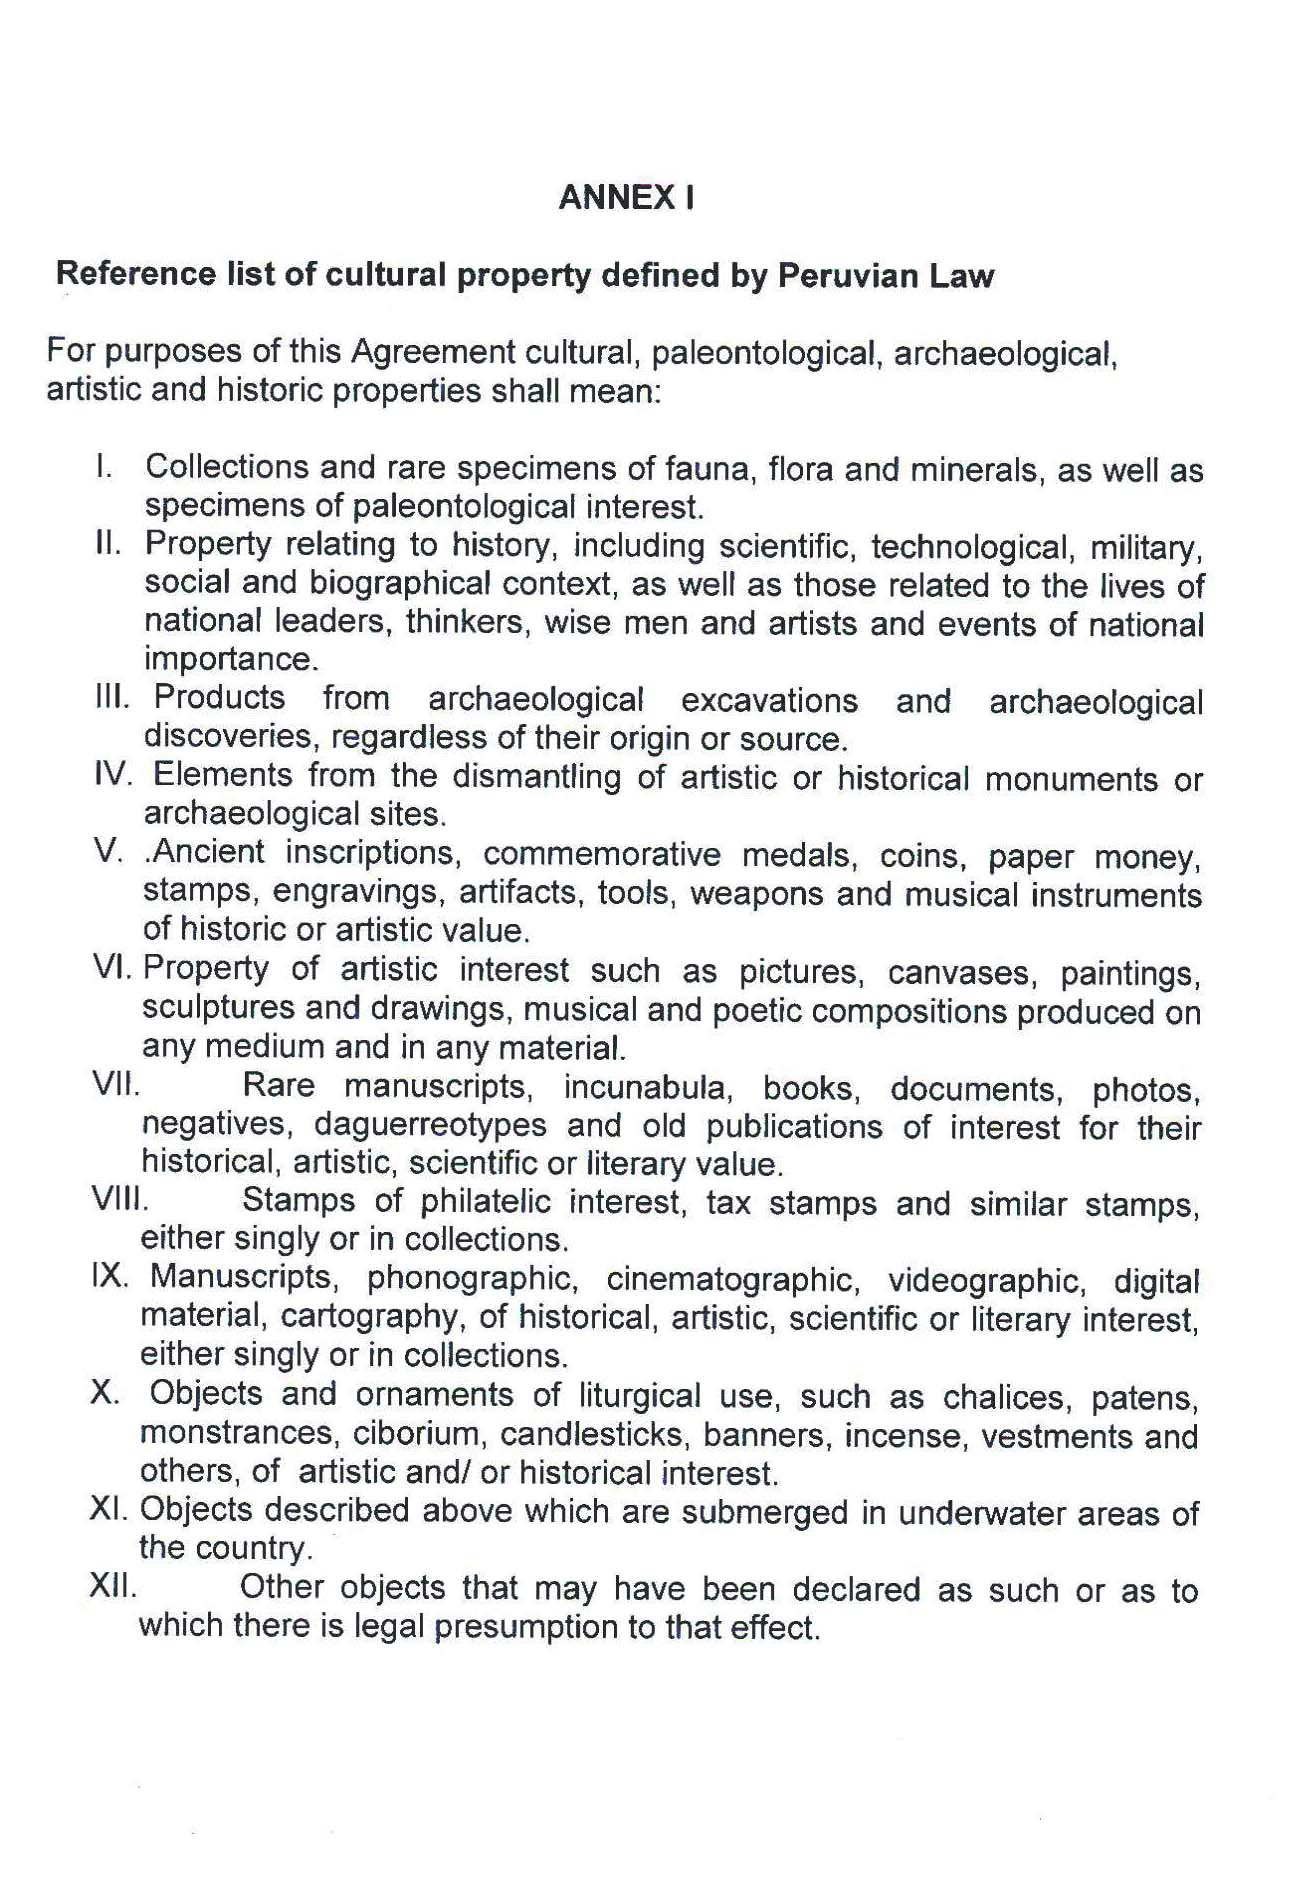 ANNEX I
Reference list of cultural property defined by Peruvian Law
For purposes of this Agreement cultural, paleontological, archaeological,
artistic and historic properties shall mean:
I. Collections and rare specimens of fauna, flora and minerals, as well as
specimens of paleontological interest.
II. Property relating to history, including scientific, technological, military,
social and biographical context, as well as those related to the lives of
national leaders, thinkers, wise men and artists and events of national
importance.
III. Products from archaeological excavations and archaeological
discoveries, regardless of their origin or source.
IV. Elements from the dismantling of artistic or historical monuments or
archaeological sites.
V. .Ancient inscriptions, commemorative medals, coins, paper money,
stamps, engravings, artifacts, tools, weapons and musical instruments
of historic or artistic value.
VI. Property of artistic interest such as pictures, canvases, paintings,
sculptures and drawings, musical and poetic compositions produced on
any medium and in any material.
VII. Rare manuscripts, incunabula, books, documents, photos,
negatives, daguerreotypes and old publications of interest for their
historical, artistic, scientific or literary value.
VIII. Stamps of philatelic interest, tax stamps and similar stamps,
either singly or in collections.
IX. Manuscripts, phonographic, cinematographic, videographic, digital
material, cartography, of historical, artistic, scientific or literary interest,
either singly or in collections.
X. Objects and ornaments of liturgical use, such as chalices, patens,
monstrances, ciborium, candlesticks, banners, incense, vestments and
others, of artistic and/ or historical interest.
XI. Objects described above which are submerged in underwater areas of
the country.
XII. Other objects that may have been declared as such or as to
which there is legal presumption to that effect.